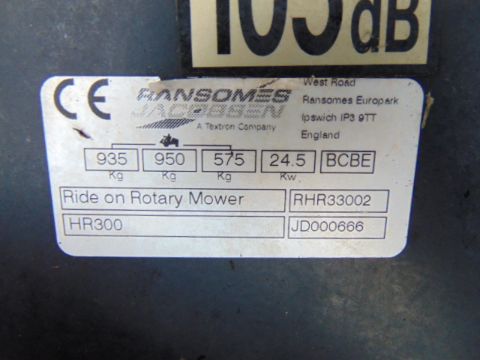 105dB
CE
RANSOMES
JACOBSEN
A Textron Company
West Road
Ransomes Europark
Ipswich IP3 9TT
England
935 950 575 24.5 BCBE
Kg Kg Kg Kw
Ride on Rotary Mower RHR33002
HR300 JD000666